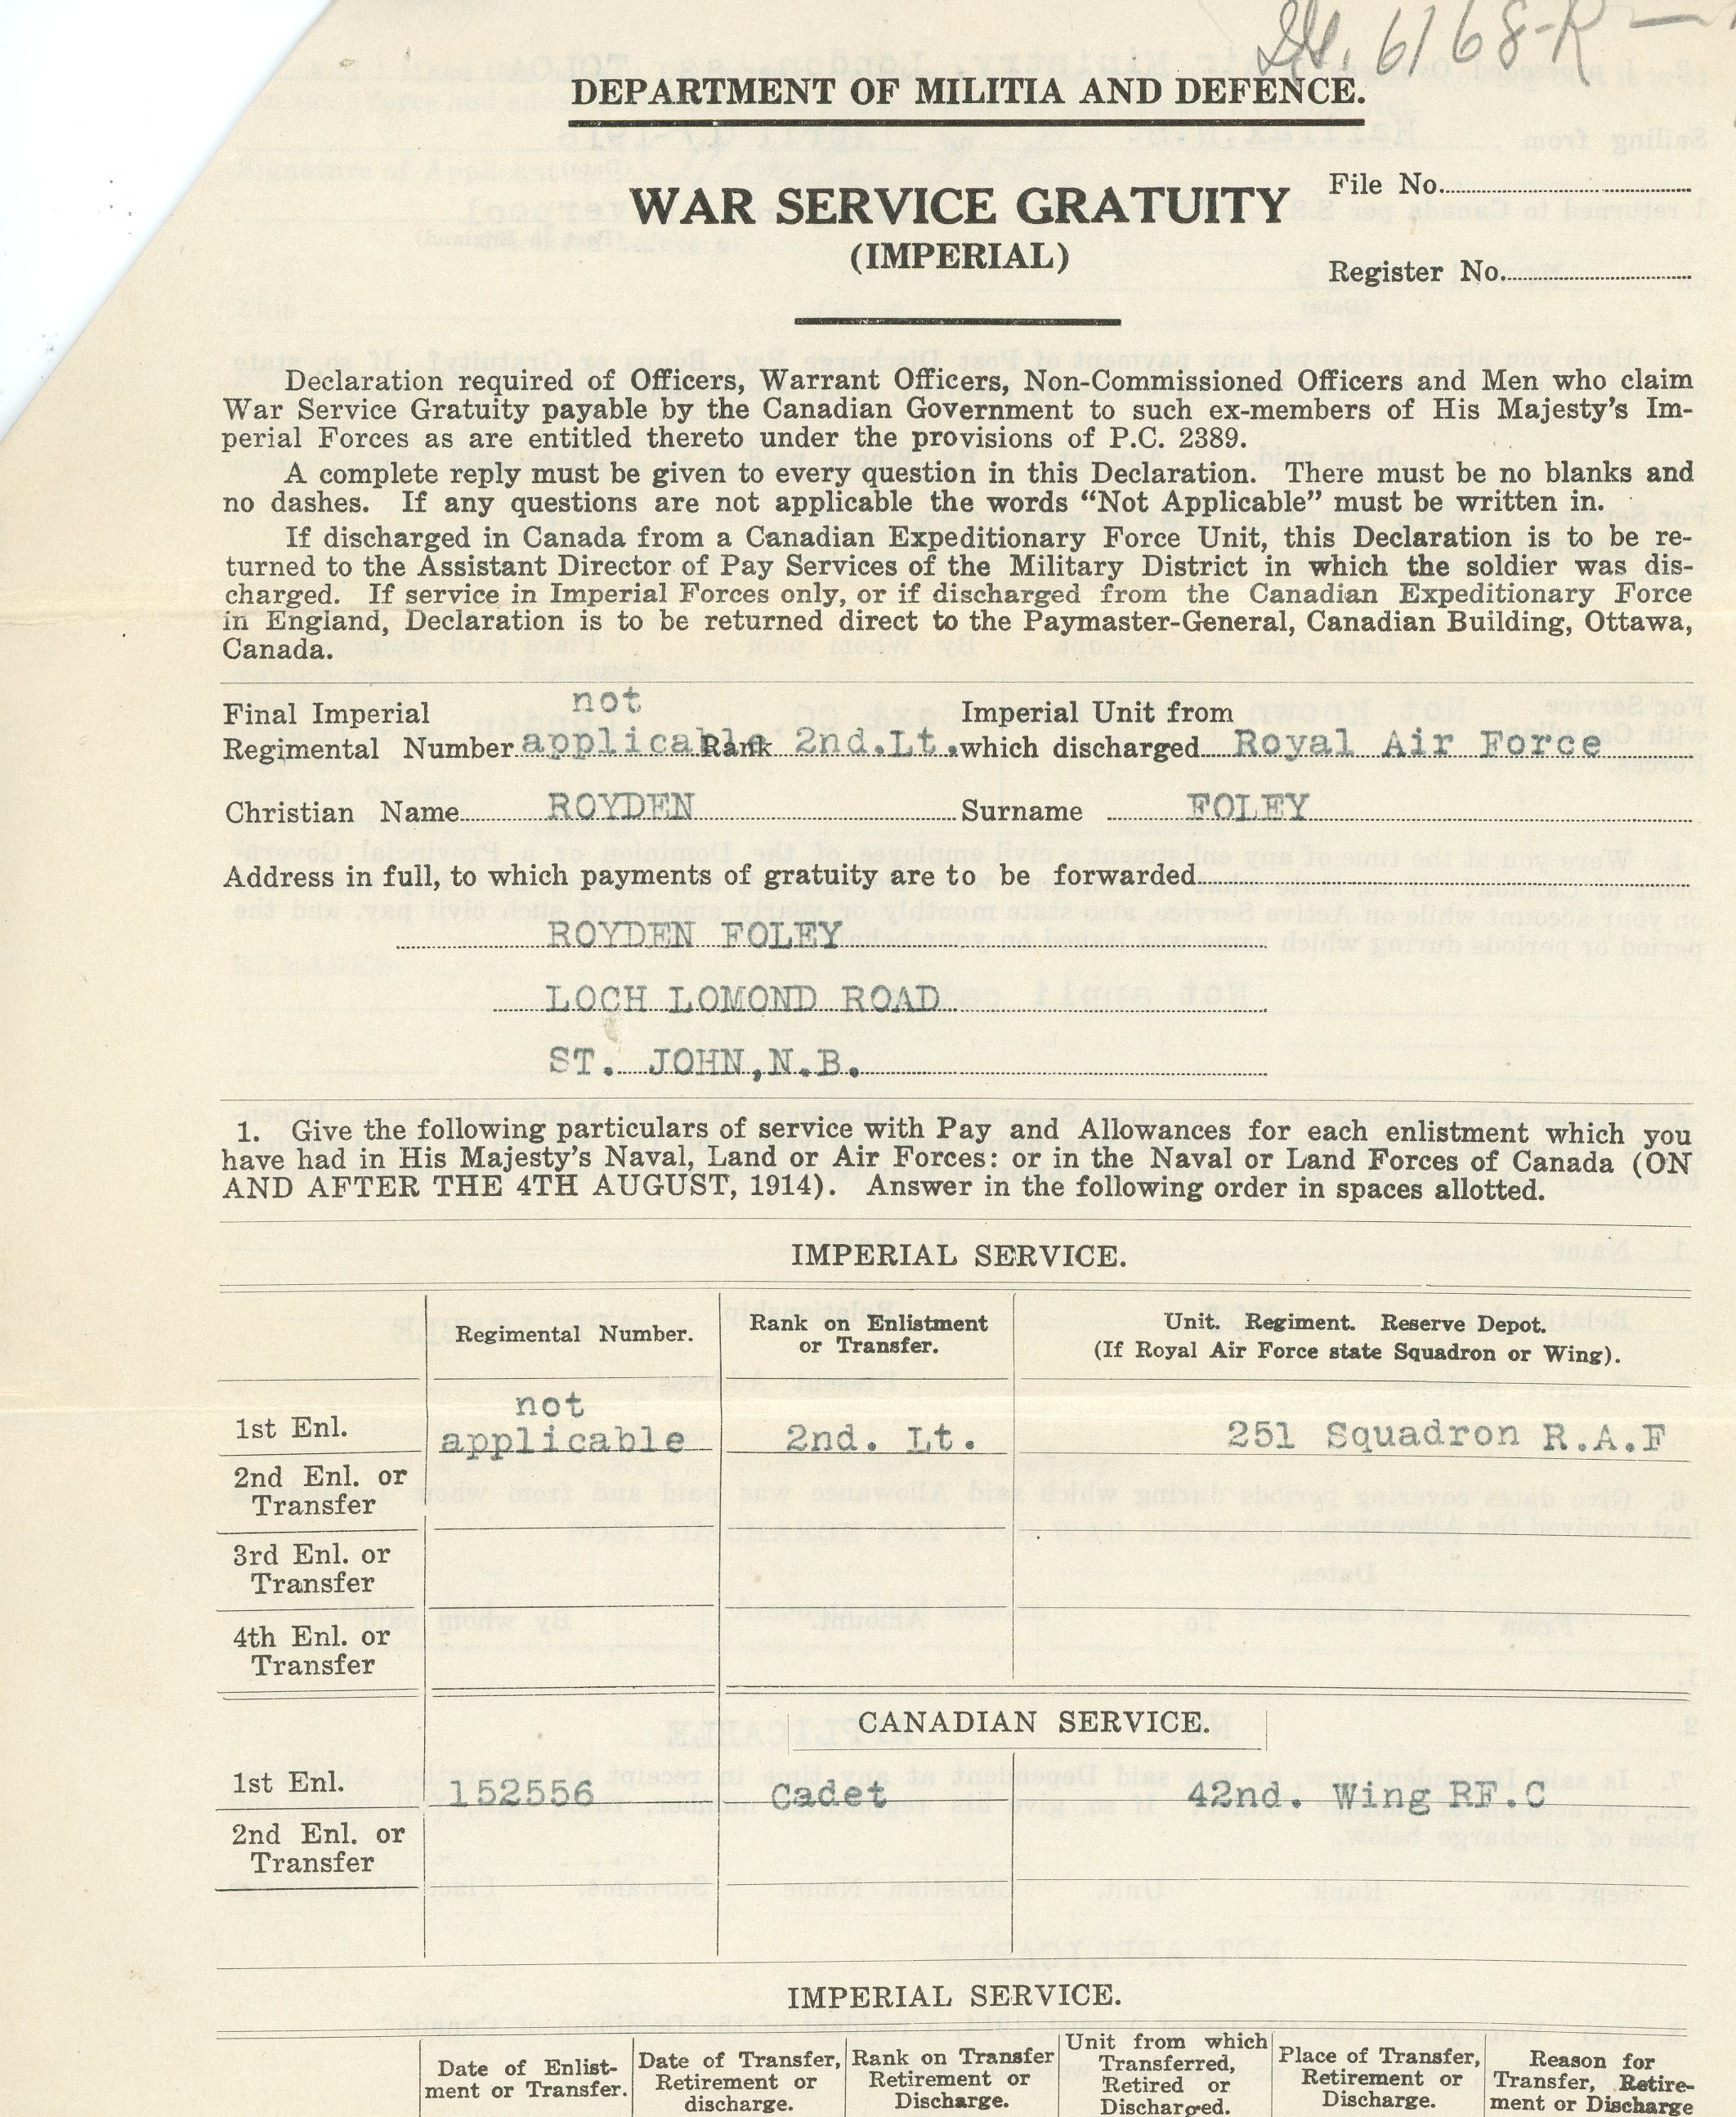 6168-R
DEPARTMENT OF MILITIA AND DEFENCE.
WAR SERVICE GRATUITY
(IMPERIAL)
File No.
Register No.
Declaration required of Officers, Warrant Officers, Non-Commissioned Officers and Men who claim
War Service Gratuity payable by the Canadian Government to such ex-members of His Majesty's Im-
perial Forces as are entitled thereto under the provisions of P.C. 2389.
A complete reply must be given to every question in this Declaration. There must be no blanks and
no dashes. If any questions are not applicable the words “Not Applicable” must be written in.
If discharged in Canada from a Canadian Expeditionary Force Unit, this Declaration is to be re-
turned to the Assistant Director of Pay Services of the Military District in which the soldier was dis-
charged. If service in Imperial Forces only, or if discharged from the Canadian Expeditionary Force
in England, Declaration is to be returned direct to the Paymaster-General, Canadian Building, Ottawa,
Canada.
Final Imperial not Imperial Unit from
Regimental Number applicable, Rank 2nd.Lt. which discharged Royal Air Force
Christian Name ROYDEN Surname FOLEY
Address in full, to which payments of gratuity are to be forwarded
ROYDEN FOLEY
LOCH LOMOND ROAD
ST. JOHN,N.B.
1. Give the following particulars of service with Pay and Allowances for each enlistment which you
have had in His Majesty's Naval, Land or Air Forces: or in the Naval or Land Forces of Canada (ON
AND AFTER THE 4TH AUGUST, 1914). Answer in the following order in spaces allotted.
IMPERIAL SERVICE.
Regimental Number.
Rank on Enlistment
or Transfer.
Unit. Regiment. Reserve Depot.
(If Royal Air Force state Squadron or Wing).
not
1st Enl. applicable 2nd. Lt. 251 Squadron R.A.F
2nd Enl. or
Transfer
3rd Enl. or
Transfer
4th Enl. or
Transfer
CANADIAN SERVICE.
1st Enl. 152556 Cadet 42nd. Wing RF.C
2nd Enl. or
Transfer
IMPERIAL SERVICE.
Date of Enlist-
ment or Transfer.
Date of Transfer,
Retirement or
discharge.
Rank on Transfer
Retirement or
Discharge.
Unit from which
Transferred,
Retired or
Discharged.
Place of Transfer,
Retirement or
Discharge.
Reason for
Transfer, Retire-
ment or Discharge